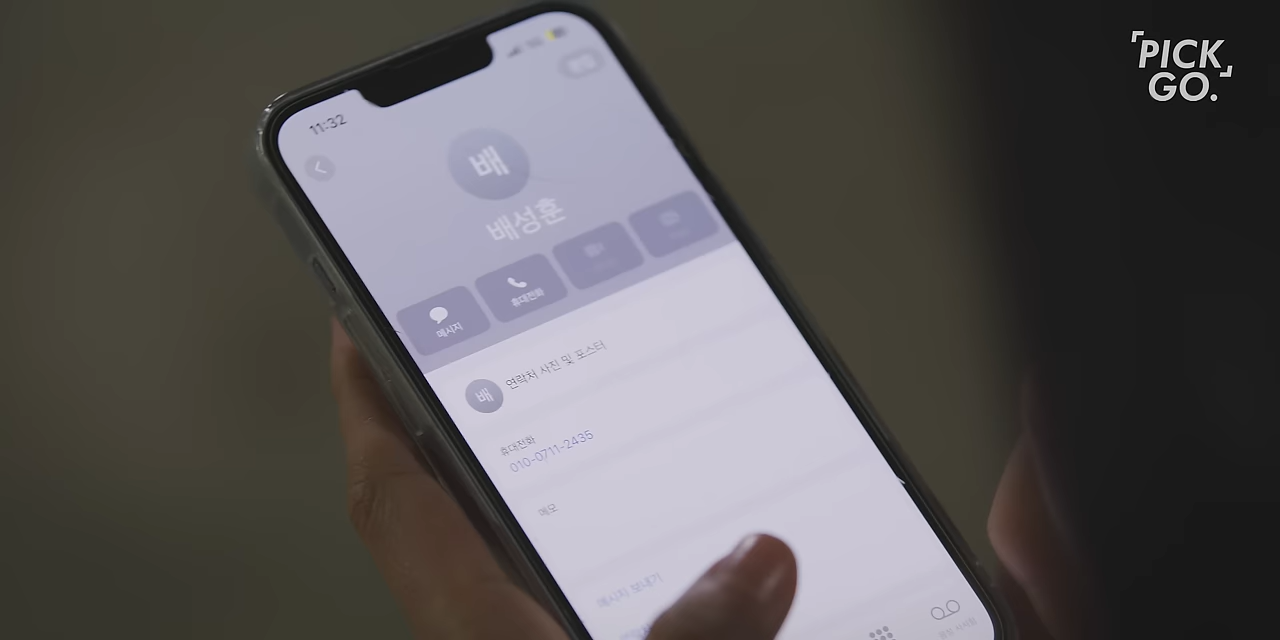 「PICK
GO.」
11:32
배
배성훈
메시지
휴대전화
배 연락처 사진 및 포스터
휴대전화
010-0711-2435
메모
메시지 보내기